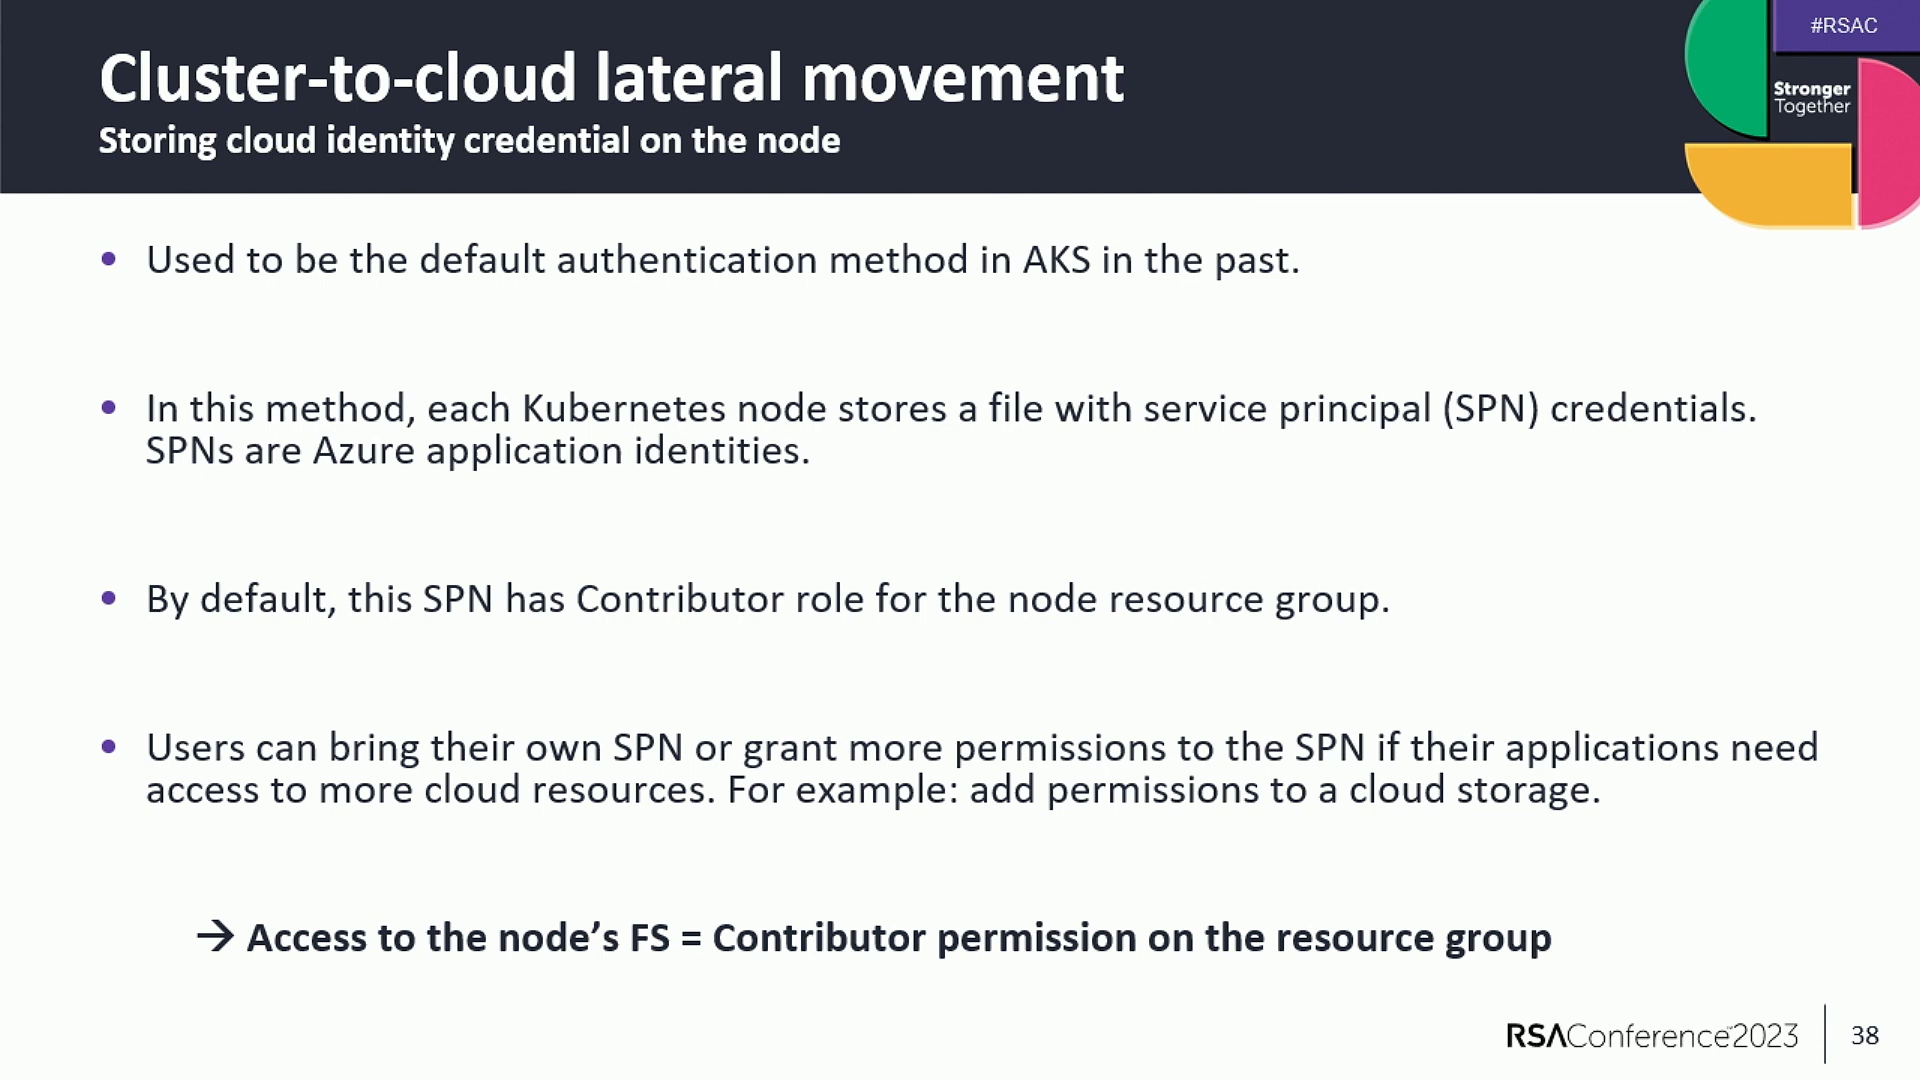 #RSAC
Stronger
Together
Cluster-to-cloud lateral movement
Storing cloud identity credential on the node
• Used to be the default authentication method in AKS in the past.
• In this method, each Kubernetes node stores a file with service principal (SPN) credentials.
SPNs are Azure application identities.
• By default, this SPN has Contributor role for the node resource group.
• Users can bring their own SPN or grant more permissions to the SPN if their applications need
access to more cloud resources. For example: add permissions to a cloud storage.
→ Access to the node’s FS = Contributor permission on the resource group
RSAConference™2023
38